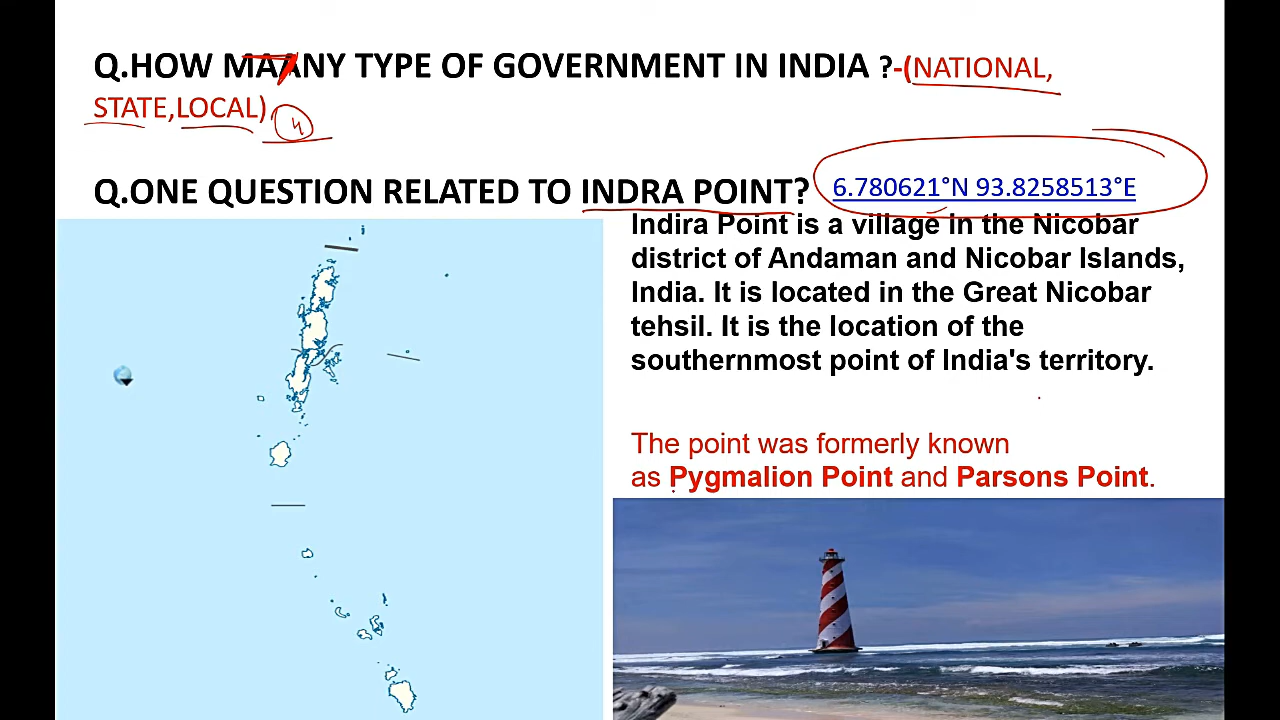 Q.HOW MAANY TYPE OF GOVERNMENT IN INDIA ?-(NATIONAL,
STATE,LOCAL)
4
Q.ONE QUESTION RELATED TO INDRA POINT? 6.780621°N 93.8258513°E
Indira Point is a village in the Nicobar
district of Andaman and Nicobar Islands,
India. It is located in the Great Nicobar
tehsil. It is the location of the
southernmost point of India's territory.
The point was formerly known
as Pygmalion Point and Parsons Point.